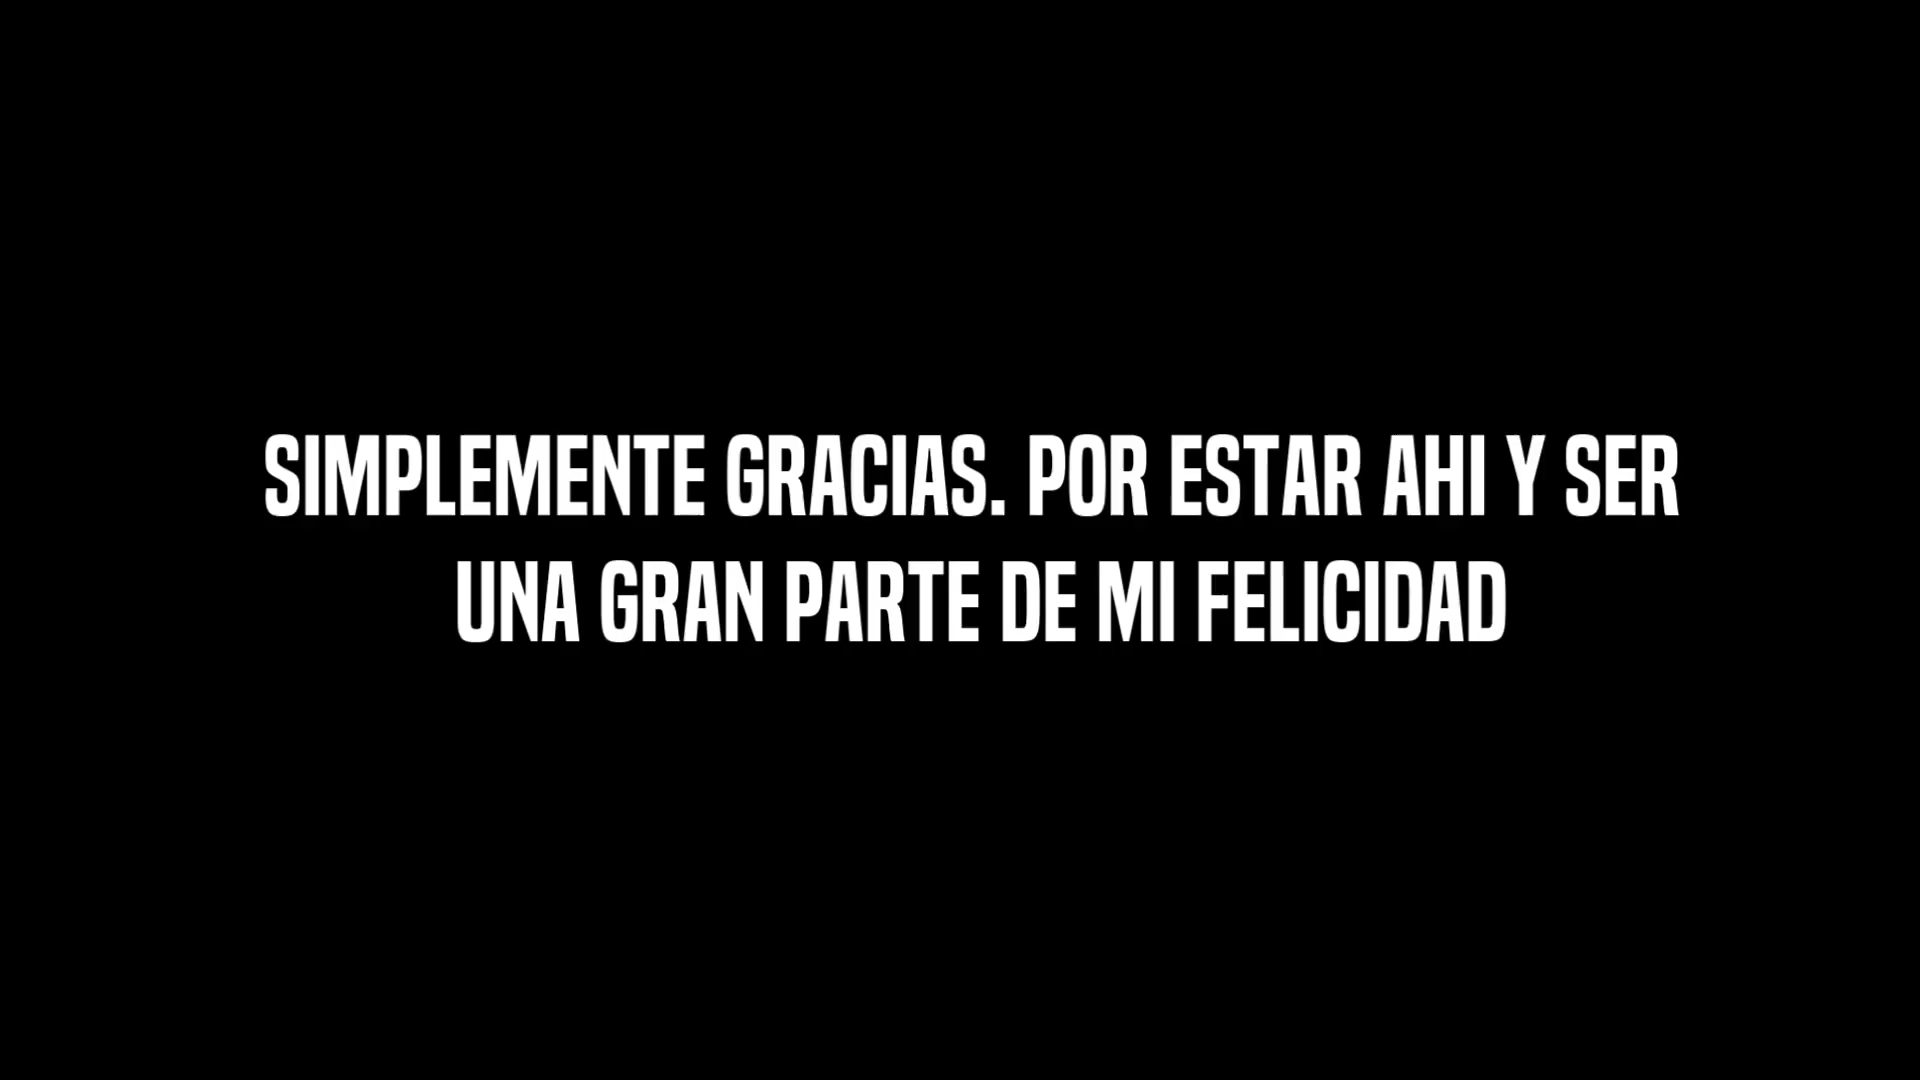 SIMPLEMENTE GRACIAS. POR ESTAR AHI Y SER
UNA GRAN PARTE DE MI FELICIDAD